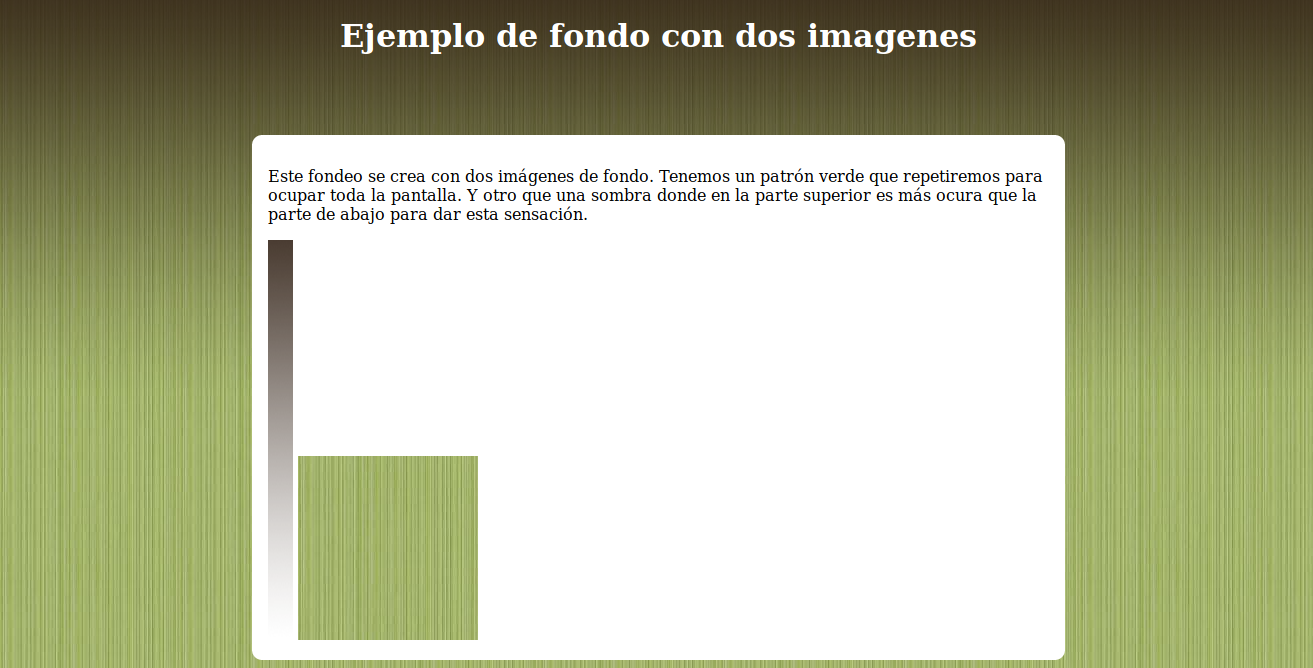 Ejemplo de fondo con dos imagenes
Este fondeo se crea con dos imágenes de fondo. Tenemos un patrón verde que repetiremos para
ocupar toda la pantalla. Y otro que una sombra donde en la parte superior es más ocura que la
parte de abajo para dar esta sensación.